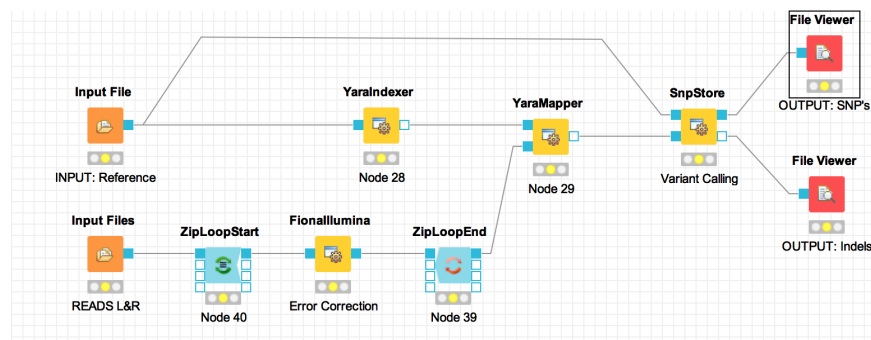 File Viewer
OUTPUT: SNP's
Input File
INPUT: Reference
YaraIndexer
Node 28
YaraMapper
Node 29
SnpStore
Variant Calling
File Viewer
OUTPUT: Indels
Input Files
READS L&R
ZipLoopStart
Node 40
FionaIllumina
Error Correction
ZipLoopEnd
Node 39